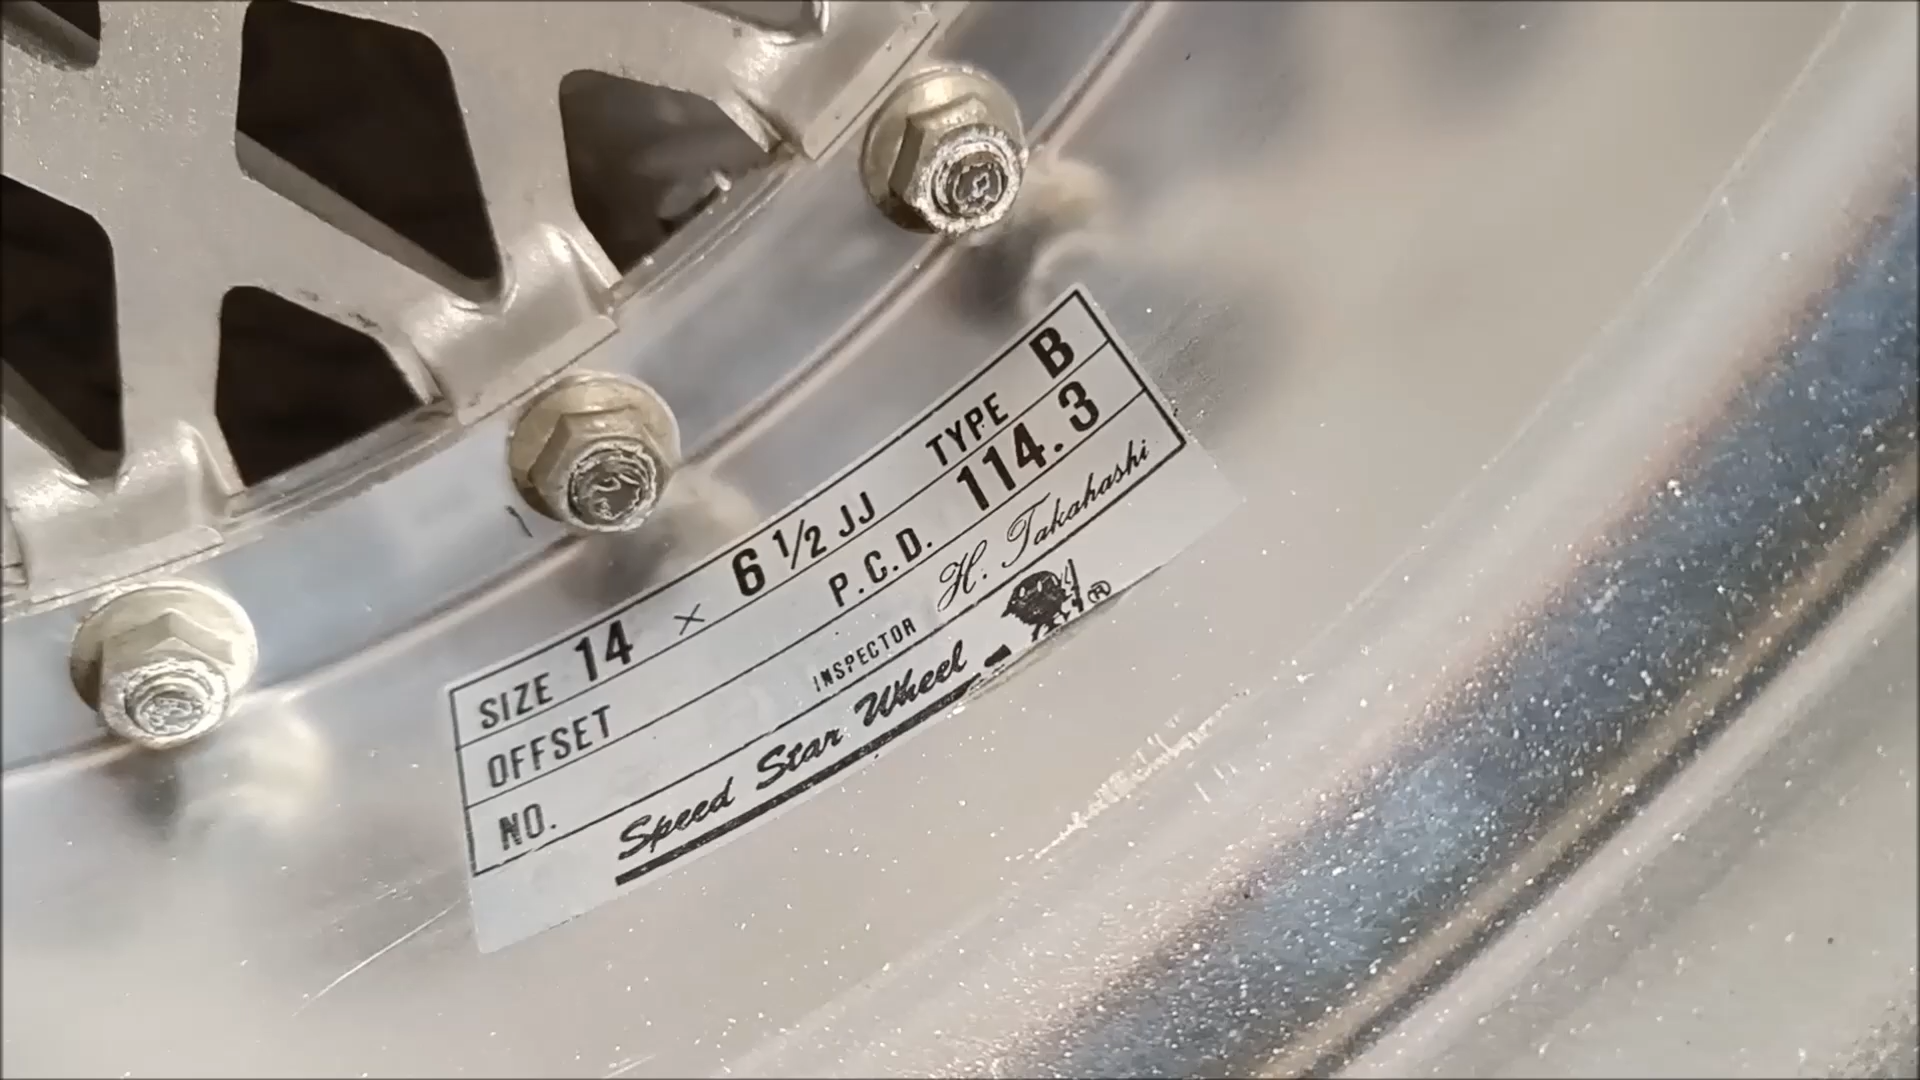 SIZE 14 × 6 1/2 JJ TYPE B
OFFSET P.C.D. 114.3
NO. INSPECTOR H. Takahashi
Speed Star Wheel ®